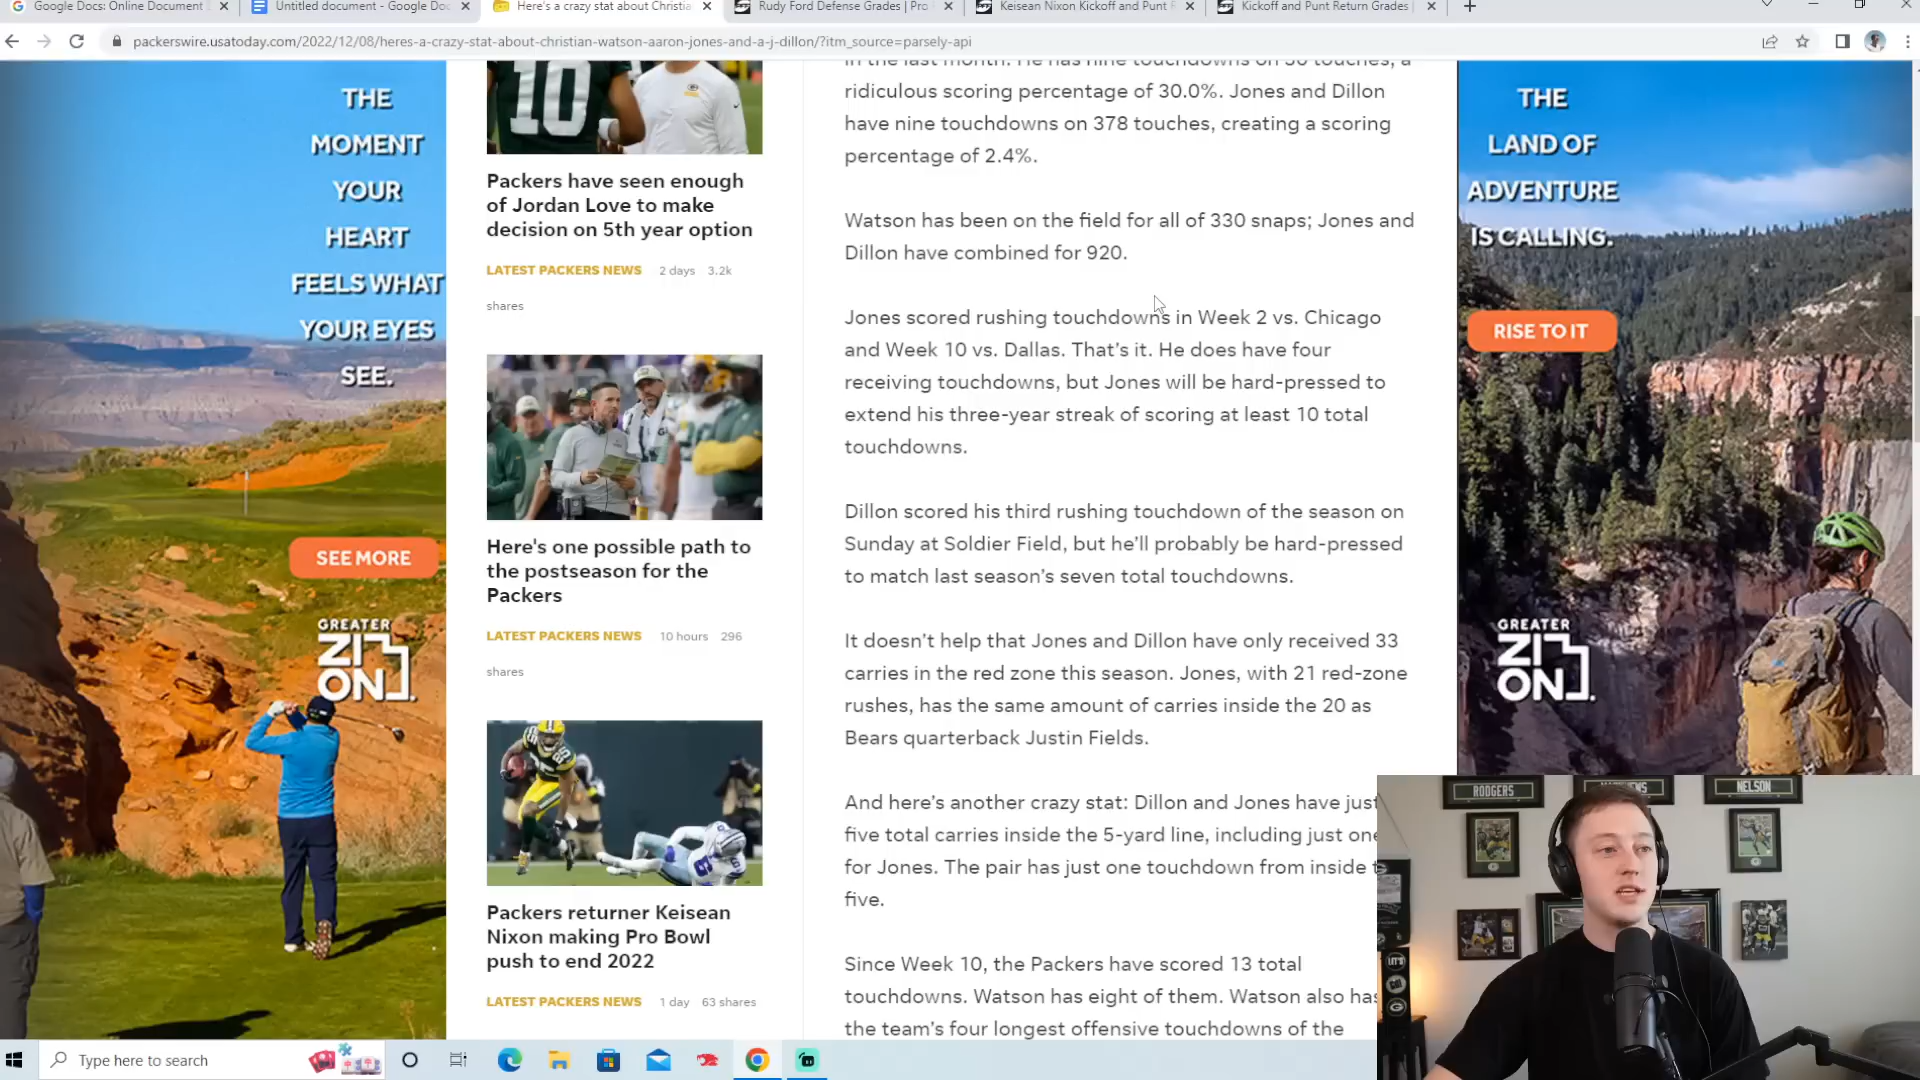 Google Docs: Online Document
Untitled document - Google Doc
Here's a crazy stat about Christia
Rudy Ford Defense Grades | Pro
Keisean Nixon Kickoff and Punt R
Kickoff and Punt Return Grades
packerswire.usatoday.com/2022/12/08/heres-a-crazy-stat-about-christian-watson-aaron-jones-and-a-j-dillon/?itm_source=parsely-api
THE
MOMENT
YOUR
HEART
FEELS WHAT
YOUR EYES
SEE.
SEE MORE
GREATER
ZION
10
Packers have seen enough
of Jordan Love to make
decision on 5th year option
LATEST PACKERS NEWS 2 days 3.2k
shares
Here's one possible path to
the postseason for the
Packers
LATEST PACKERS NEWS 10 hours 296
shares
Packers returner Keisean
Nixon making Pro Bowl
push to end 2022
LATEST PACKERS NEWS 1 day 63 shares
in the last month. He has nine touchdowns on 30 touches, a
ridiculous scoring percentage of 30.0%. Jones and Dillon
have nine touchdowns on 378 touches, creating a scoring
percentage of 2.4%.
Watson has been on the field for all of 330 snaps; Jones and
Dillon have combined for 920.
Jones scored rushing touchdowns in Week 2 vs. Chicago
and Week 10 vs. Dallas. That's it. He does have four
receiving touchdowns, but Jones will be hard-pressed to
extend his three-year streak of scoring at least 10 total
touchdowns.
Dillon scored his third rushing touchdown of the season on
Sunday at Soldier Field, but he'll probably be hard-pressed
to match last season's seven total touchdowns.
It doesn't help that Jones and Dillon have only received 33
carries in the red zone this season. Jones, with 21 red-zone
rushes, has the same amount of carries inside the 20 as
Bears quarterback Justin Fields.
And here's another crazy stat: Dillon and Jones have just
five total carries inside the 5-yard line, including just one
for Jones. The pair has just one touchdown from inside t
five.
Since Week 10, the Packers have scored 13 total
touchdowns. Watson has eight of them. Watson also has
the team's four longest offensive touchdowns of the
THE
LAND OF
ADVENTURE
IS CALLING.
RISE TO IT
GREATER
ZION
RODGERS
NELSON
Type here to search